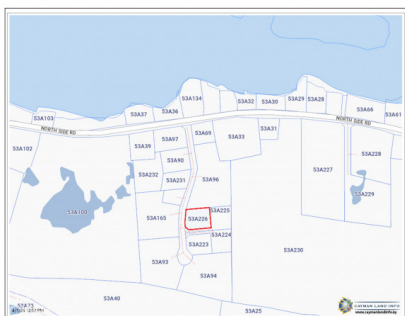 53A134
53A32
53A30
53A29
53A28
53A103
53A37
53A36
53A66
53A61
NORTH SIDE RD
NORTH SIDE RD
53A102
53A39
53A97
53A69
53A33
53A31
53A90
53A228
53A232
53A231
53A96
53A227
53A229
53A100
53A165
53A226
53A225
53A224
53A223
53A230
53A93
53A94
53A40
53A73
53A25
CAYMAN LAND INFO
www.caymanlandinfo.ky